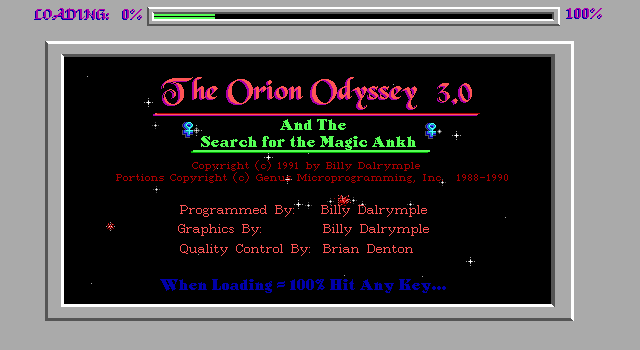 LOADING: 0% 100%
The Orion Odyssey 3.0
And The
Search for the Magic Ankh
Copyright (c) 1991 by Billy Dalrymple
Portions Copyright (c) Genus Microprogramming, Inc. 1988-1990
Programmed By: Billy Dalrymple
Graphics By: Billy Dalrymple
Quality Control By: Brian Denton
When Loading = 100% Hit Any Key...